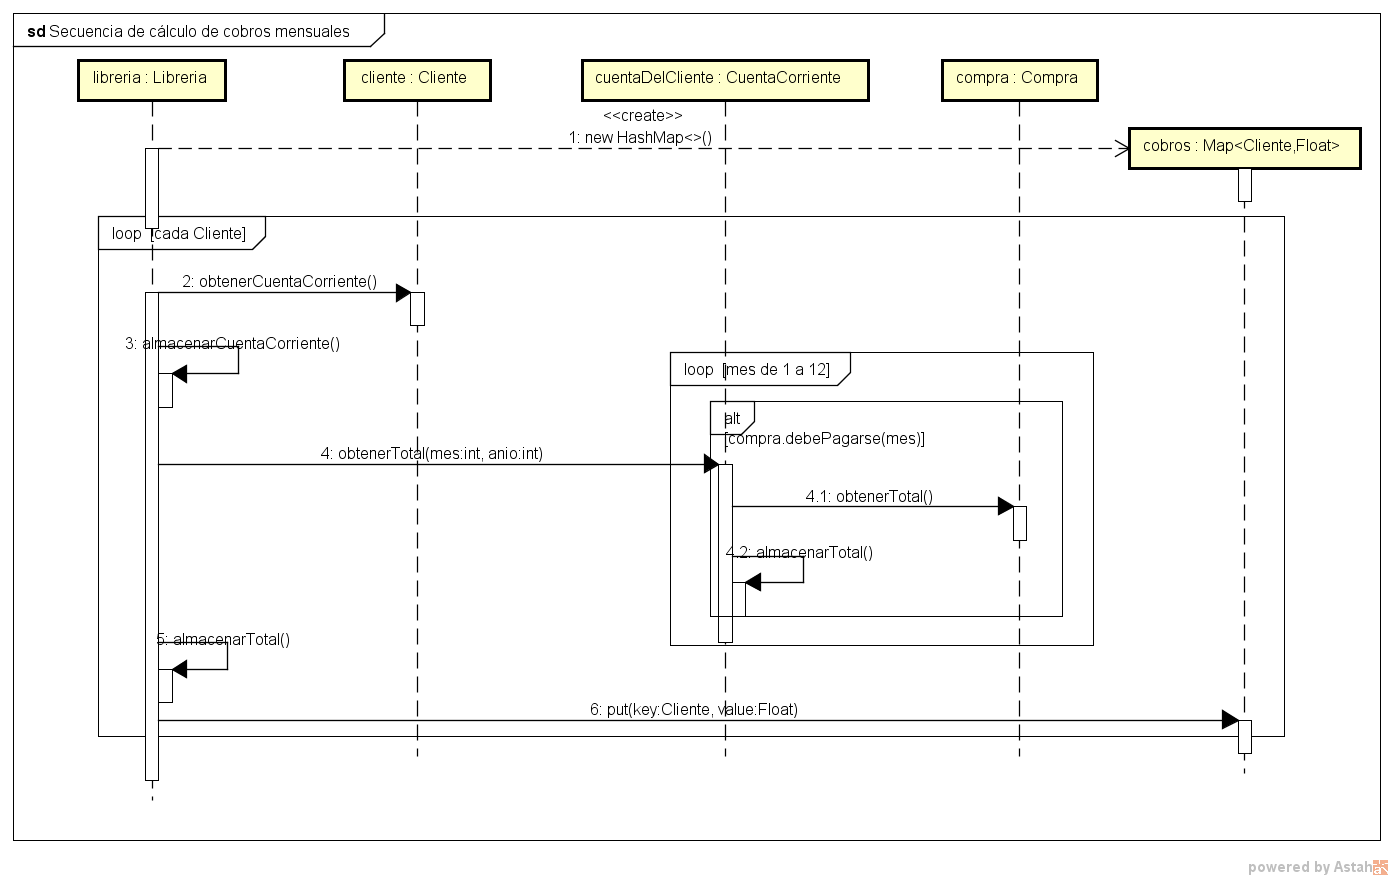 sd Secuencia de cálculo de cobros mensuales
libreria : Libreria
cliente : Cliente
cuentaDelCliente : CuentaCorriente
compra : Compra
<<create>>
1: new HashMap<>()
cobros : Map<Cliente,Float>
loop [cada Cliente]
2: obtenerCuentaCorriente()
3: almacenarCuentaCorriente()
loop [mes de 1 a 12]
alt
[compra.debePagarse(mes)]
4: obtenerTotal(mes:int, anio:int)
4.1: obtenerTotal()
4.2: almacenarTotal()
5: almacenarTotal()
6: put(key:Cliente, value:Float)
powered by Astah